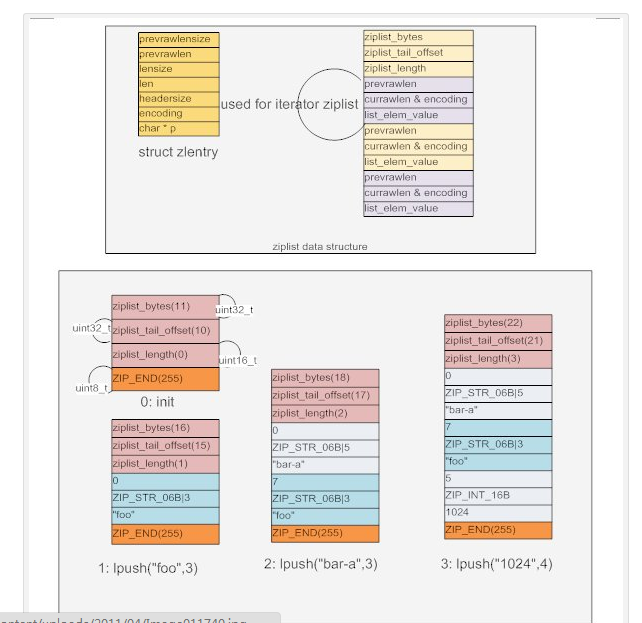 prevrawlensize
prevrawlen
lensize
len
headersize
encoding
char * p
struct zlentry
used for iterator ziplist
ziplist_bytes
ziplist_tail_offset
ziplist_length
prevrawlen
currawlen & encoding
list_elem_value
prevrawlen
currawlen & encoding
list_elem_value
prevrawlen
currawlen & encoding
list_elem_value
ziplist data structure
ziplist_bytes(11)
uint32_t
ziplist_tail_offset(10)
uint32_t
ziplist_length(0)
uint16_t
ZIP_END(255)
uint8_t
0: init
ziplist_bytes(16)
ziplist_tail_offset(15)
ziplist_length(1)
0
ZIP_STR_06B|3
"foo"
ZIP_END(255)
1: lpush("foo",3)
ziplist_bytes(18)
ziplist_tail_offset(17)
ziplist_length(2)
0
ZIP_STR_06B|5
"bar-a"
7
ZIP_STR_06B|3
"foo"
ZIP_END(255)
2: lpush("bar-a",3)
ziplist_bytes(22)
ziplist_tail_offset(21)
ziplist_length(3)
0
ZIP_STR_06B|5
"bar-a"
7
ZIP_STR_06B|3
"foo"
5
ZIP_INT_16B
1024
ZIP_END(255)
3: lpush("1024",4)